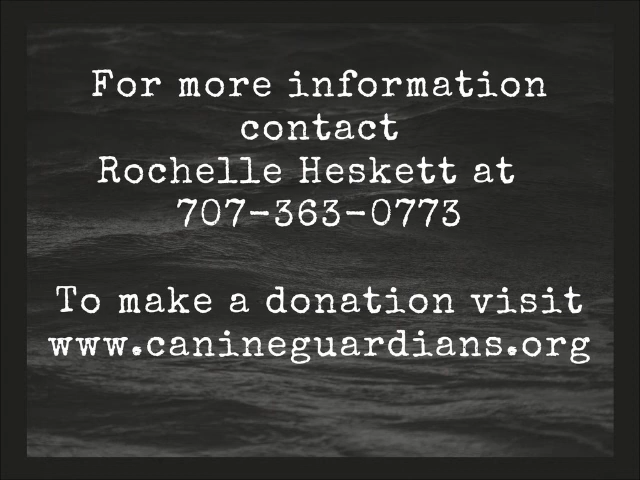 For more information
contact
Rochelle Heskett at
707-363-0773
To make a donation visit
www.canineguardians.org